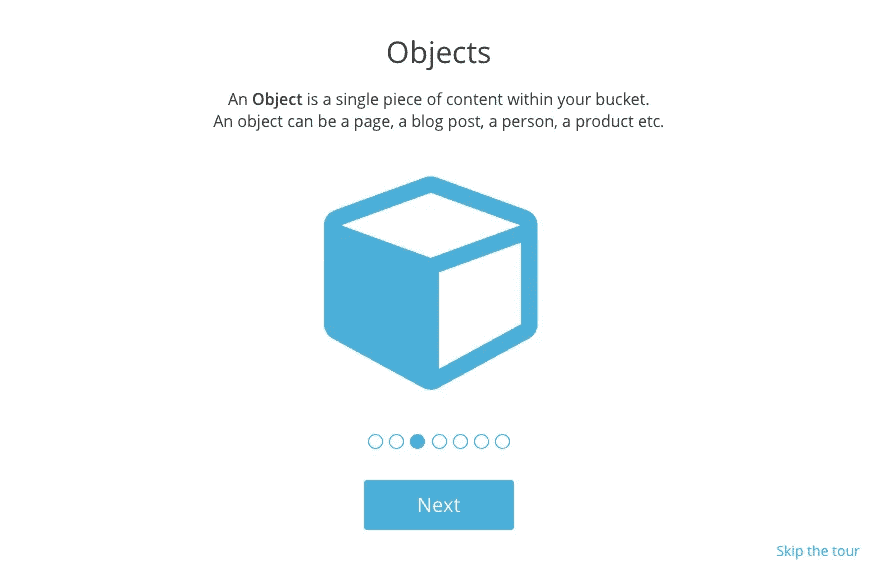 Objects
An Object is a single piece of content within your bucket.
An object can be a page, a blog post, a person, a product etc.
Next
Skip the tour